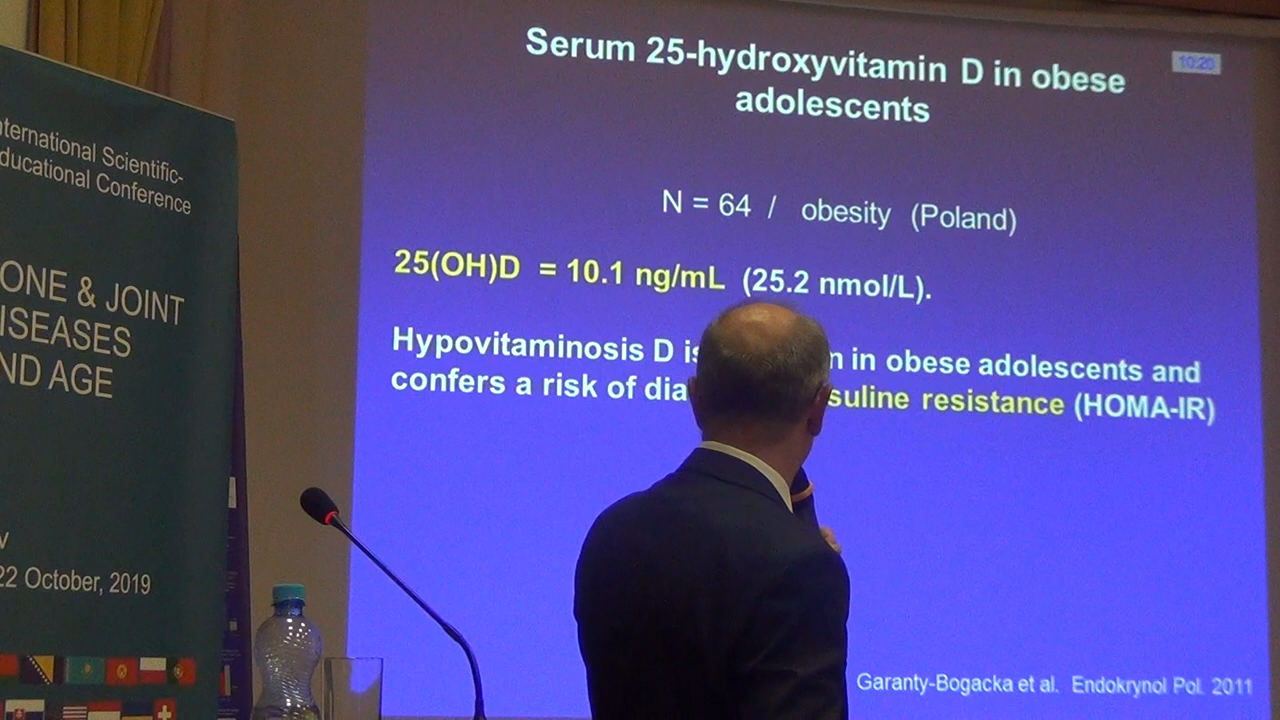 nternational Scientific-
ducational Conference
ONE & JOINT
ISEASES
ND AGE
22 October, 2019
Serum 25-hydroxyvitamin D in obese
adolescents
10:20
N = 64 / obesity (Poland)
25(OH)D = 10.1 ng/mL (25.2 nmol/L).
Hypovitaminosis D is n in obese adolescents and
confers a risk of dia suline resistance (HOMA-IR)
Garanty-Bogacka et al. Endokrynol Pol. 2011